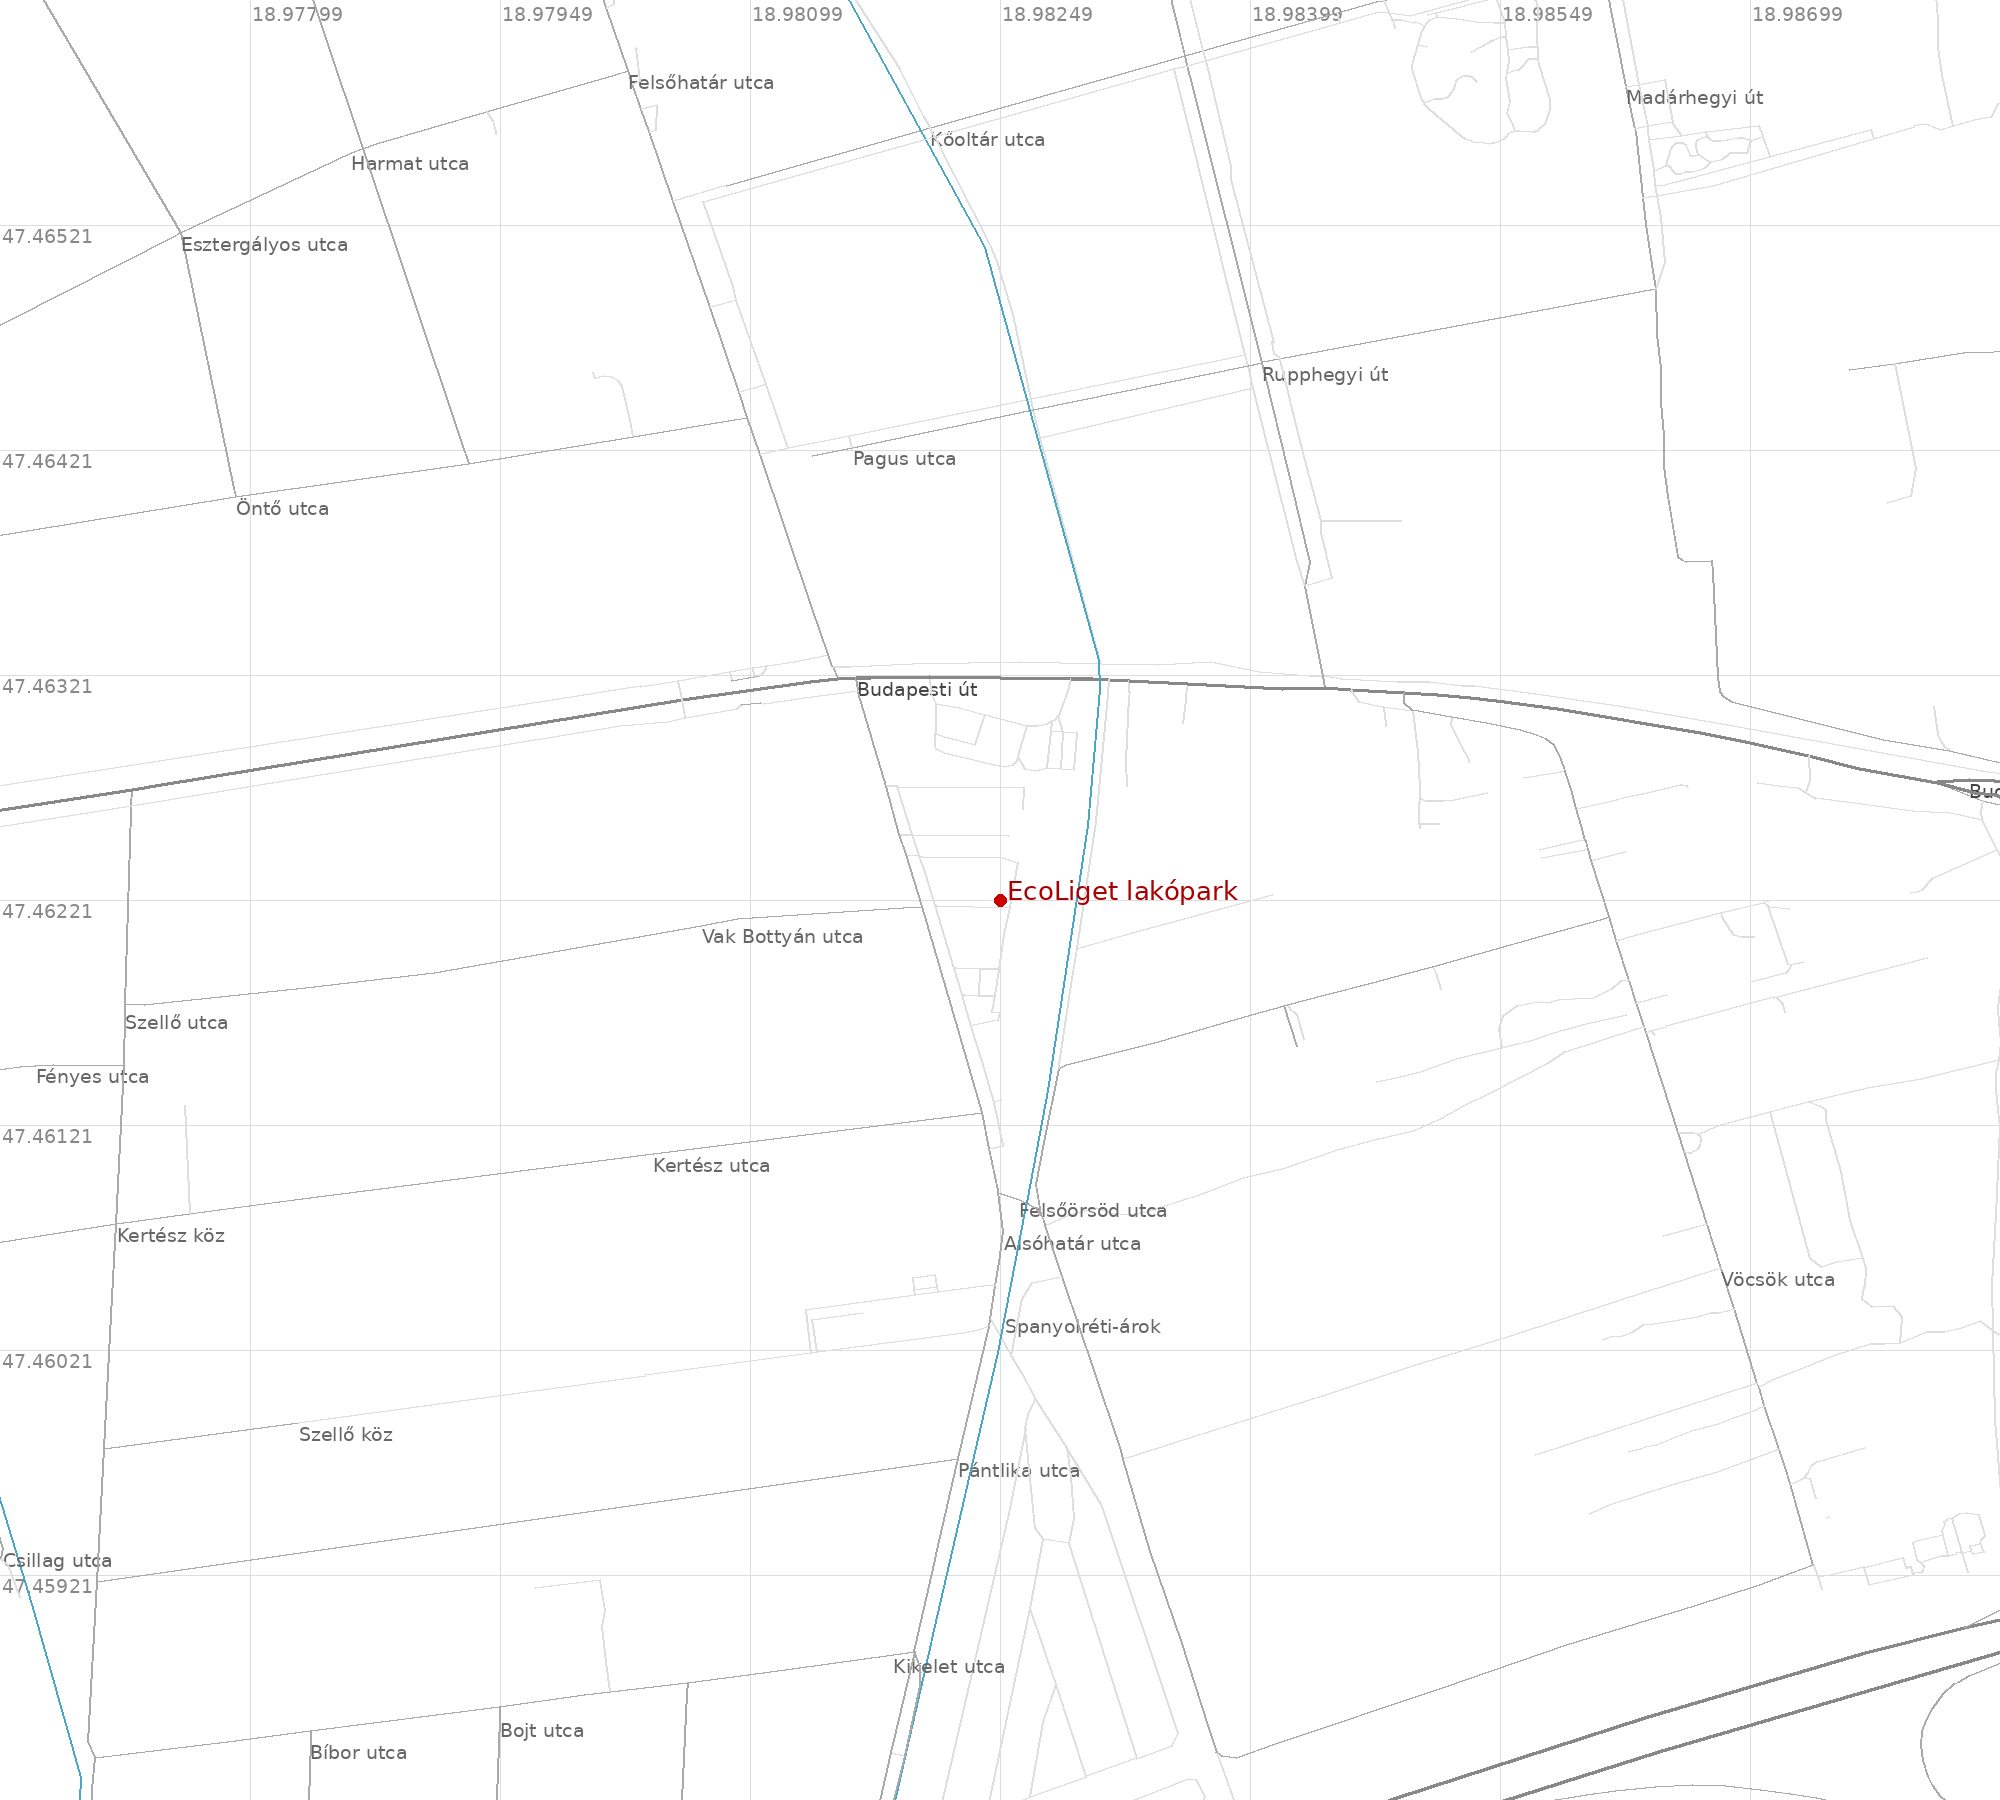 18.97799
18.97949
18.98099
18.98249
18.98399
18.98549
18.98699
Felsőhatár utca
Madárhegyi út
Kőoltár utca
Harmat utca
47.46521
Esztergályos utca
Rupphegyi út
47.46421
Pagus utca
Öntő utca
47.46321
Budapesti út
EcoLiget lakópark
47.46221
Vak Bottyán utca
Szellő utca
Fényes utca
47.46121
Kertész utca
Felsőörsöd utca
Kertész köz
Alsóhatár utca
Vöcsök utca
Spanyolréti-árok
47.46021
Szellő köz
Pántlika utca
Csillag utca
47.45921
Kikelet utca
Bojt utca
Bíbor utca